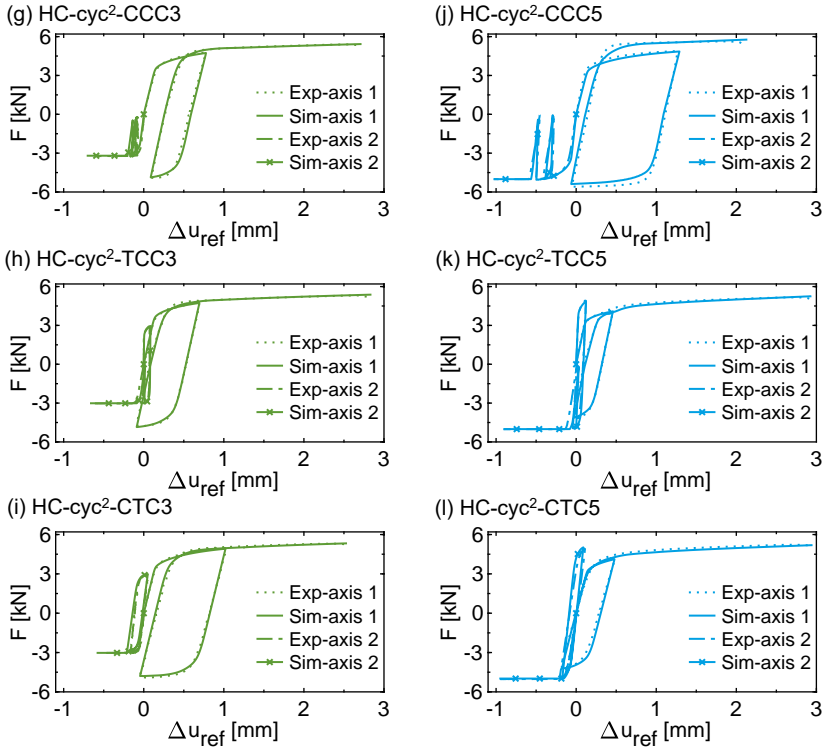 (g) HC-cyc²-CCC3
6
3
0
-3
-6
F [kN]
Exp-axis 1
Sim-axis 1
Exp-axis 2
Sim-axis 2
-1 0 1 2 3
Δu_ref [mm]
(j) HC-cyc²-CCC5
6
3
0
-3
-6
F [kN]
Exp-axis 1
Sim-axis 1
Exp-axis 2
Sim-axis 2
-1 0 1 2 3
Δu_ref [mm]
(h) HC-cyc²-TCC3
6
3
0
-3
-6
F [kN]
Exp-axis 1
Sim-axis 1
Exp-axis 2
Sim-axis 2
-1 0 1 2 3
Δu_ref [mm]
(k) HC-cyc²-TCC5
6
3
0
-3
-6
F [kN]
Exp-axis 1
Sim-axis 1
Exp-axis 2
Sim-axis 2
-1 0 1 2 3
Δu_ref [mm]
(i) HC-cyc²-CTC3
6
3
0
-3
-6
F [kN]
Exp-axis 1
Sim-axis 1
Exp-axis 2
Sim-axis 2
-1 0 1 2 3
Δu_ref [mm]
(l) HC-cyc²-CTC5
6
3
0
-3
-6
F [kN]
Exp-axis 1
Sim-axis 1
Exp-axis 2
Sim-axis 2
-1 0 1 2 3
Δu_ref [mm]